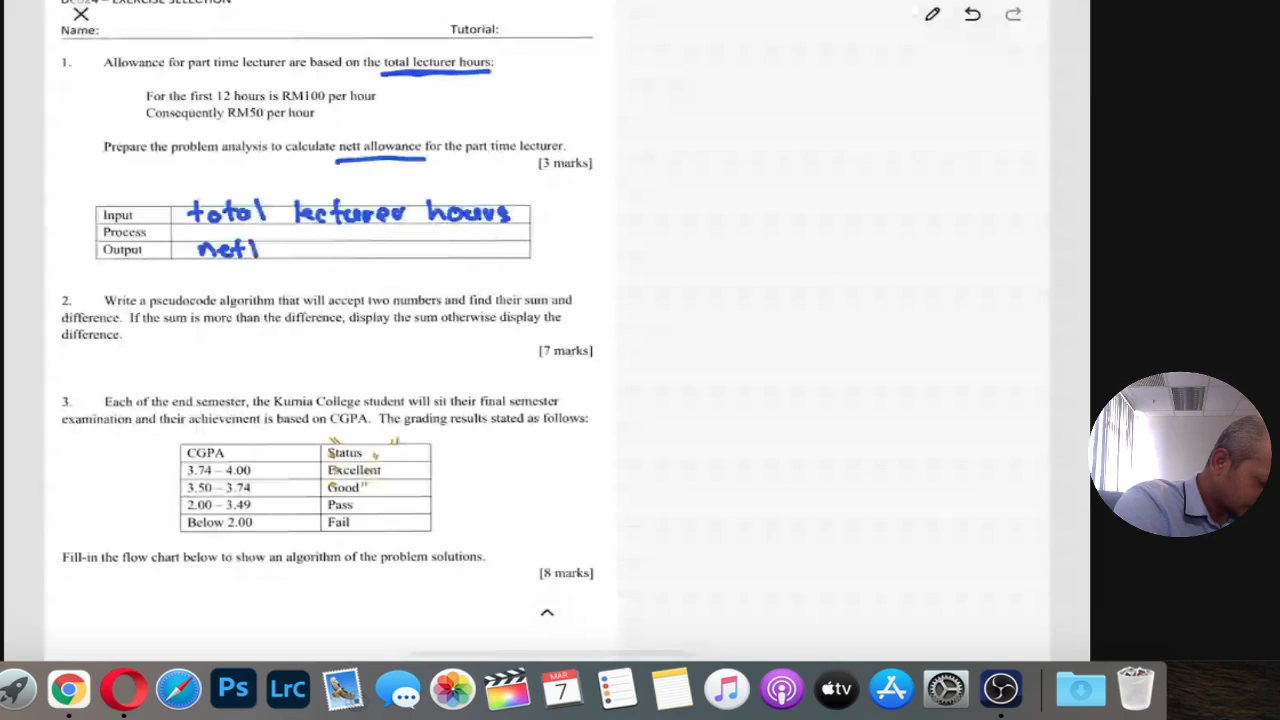 EXERCISE SELECTION
Name: Tutorial:
1. Allowance for part time lecturer are based on the total lecturer hours:
For the first 12 hours is RM100 per hour
Consequently RM50 per hour
Prepare the problem analysis to calculate nett allowance for the part time lecturer.
[3 marks]
Input total lecturer hours
Process
Output nett
2. Write a pseudocode algorithm that will accept two numbers and find their sum and
difference. If the sum is more than the difference, display the sum otherwise display the
difference.
[7 marks]
3. Each of the end semester, the Kurnia College student will sit their final semester
examination and their achievement is based on CGPA. The grading results stated as follows:
CGPA Status
3.74 – 4.00 Excellent
3.50 – 3.74 Good"
2.00 – 3.49 Pass
Below 2.00 Fail
Fill-in the flow chart below to show an algorithm of the problem solutions.
[8 marks]
Ps
Lrc
MAR
7
tv